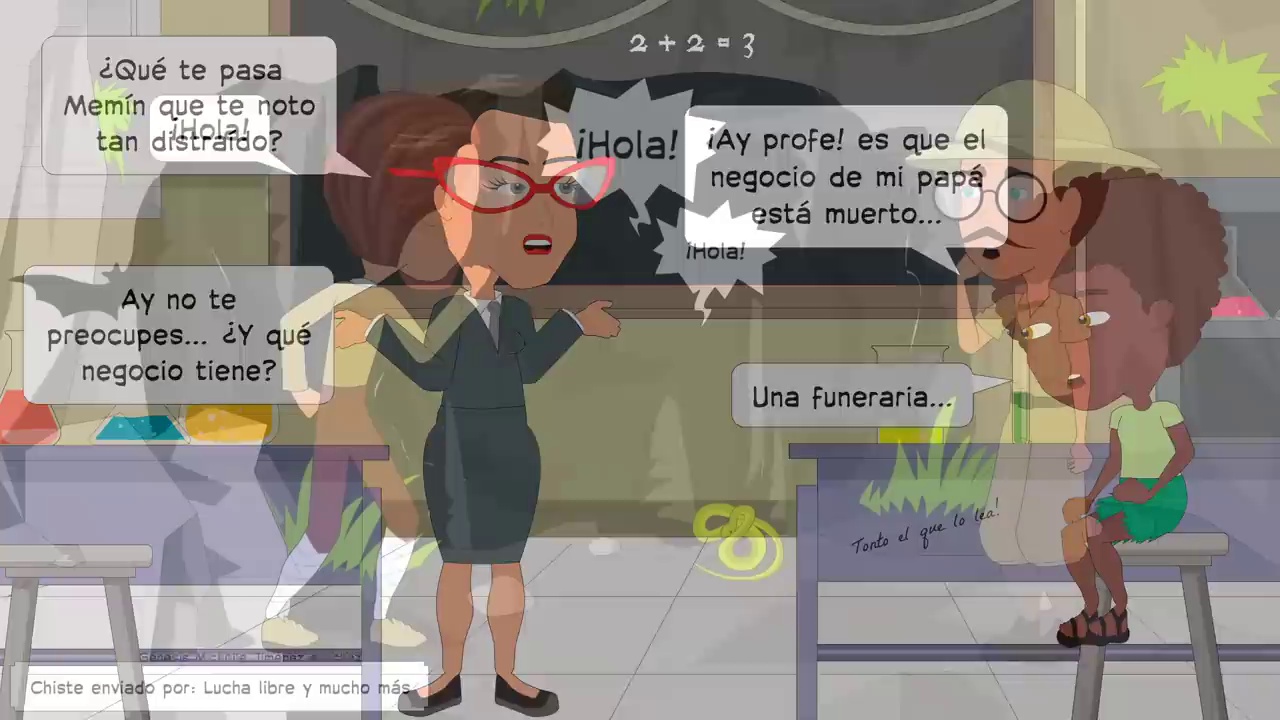 2 + 2 = 3
¿Qué te pasa
Memín que te noto
tan distraído?
¡Hola!
¡Hola!
¡Ay profe! es que el
negocio de mi papá
está muerto...
¡Hola!
Ay no te
preocupes... ¿Y qué
negocio tiene?
Una funeraria...
Tonto el que lo lea!
Chiste enviado por: Lucha libre y mucho más